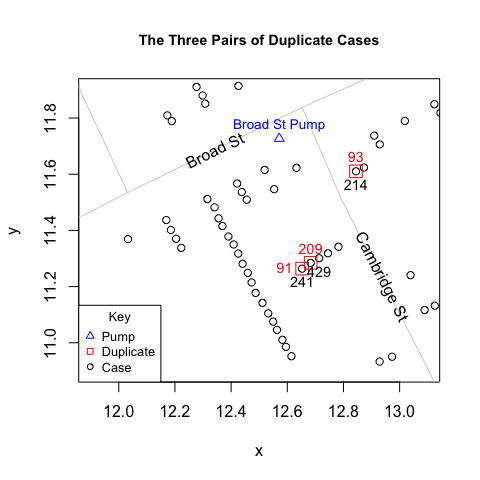 The Three Pairs of Duplicate Cases
Broad St Pump
Broad St
93
214
209
91
429
241
Cambridge St
Key
Pump
Duplicate
Case
y
11.8
11.6
11.4
11.2
11.0
12.0 12.2 12.4 12.6 12.8 13.0
x